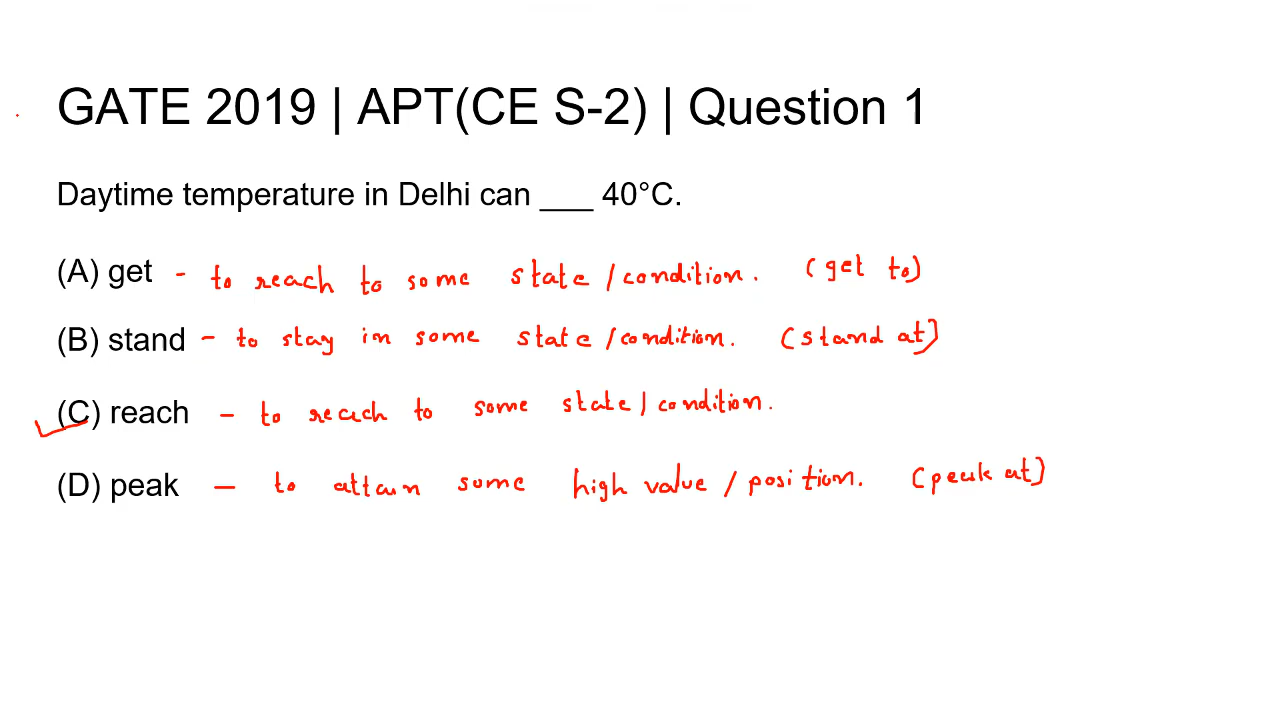 GATE 2019 | APT(CE S-2) | Question 1
Daytime temperature in Delhi can ___ 40°C.
(A) get - to reach to some state / condition. (get to)
(B) stand - to stay in some state / condition. (stand at)
(C) reach - to reach to some state / condition.
(D) peak - to attain some high value / position. (peak at)